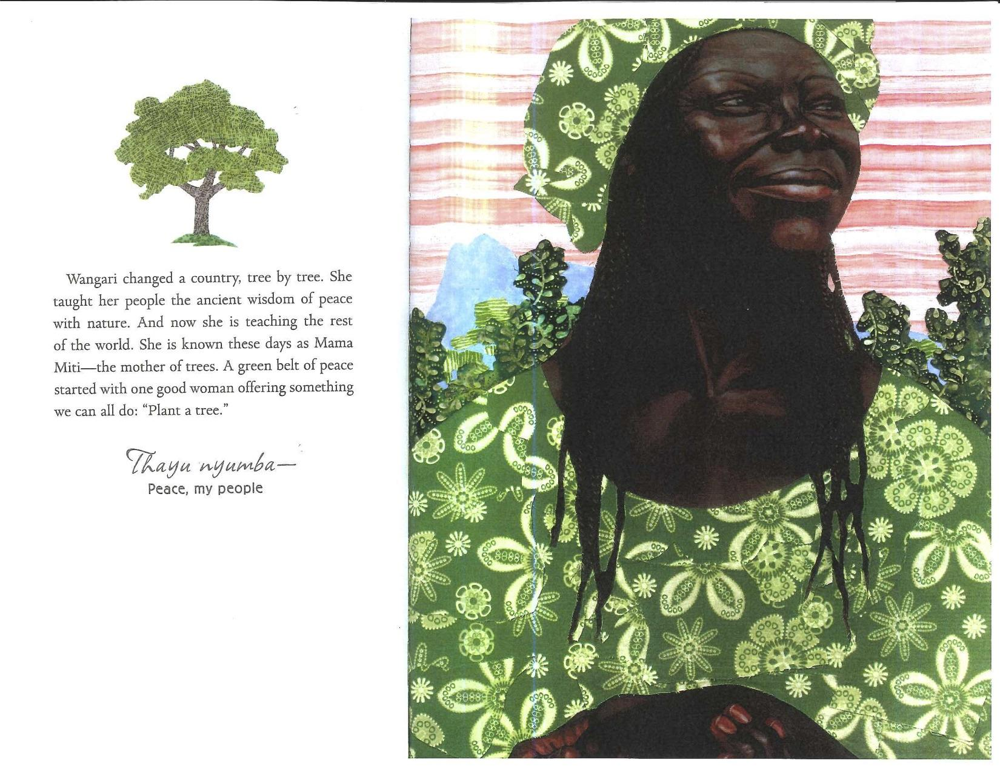 Wangari changed a country, tree by tree. She
taught her people the ancient wisdom of peace
with nature. And now she is teaching the rest
of the world. She is known these days as Mama
Miti—the mother of trees. A green belt of peace
started with one good woman offering something
we can all do: “Plant a tree.”
Thayu nyumba—
Peace, my people